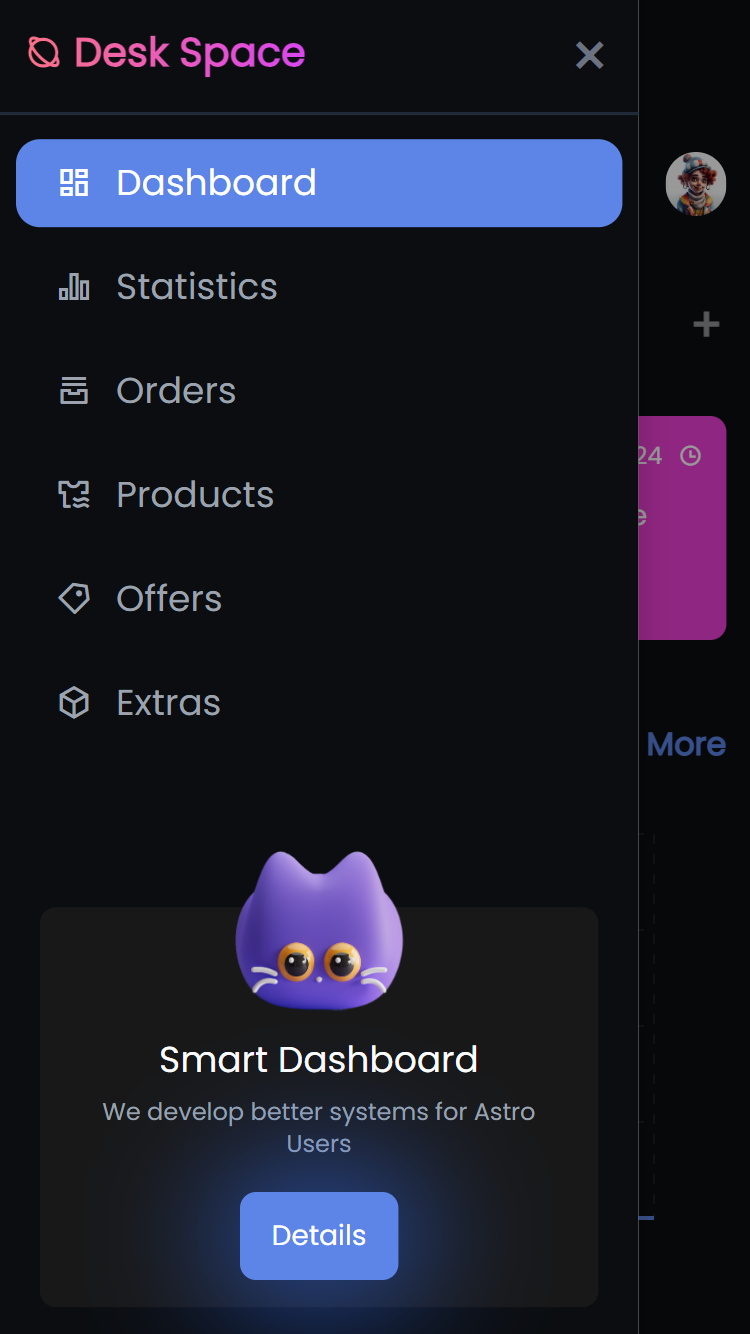 Desk Space
Dashboard
Statistics
Orders
Products
Offers
Extras
24
e
More
Smart Dashboard
We develop better systems for Astro
Users
Details